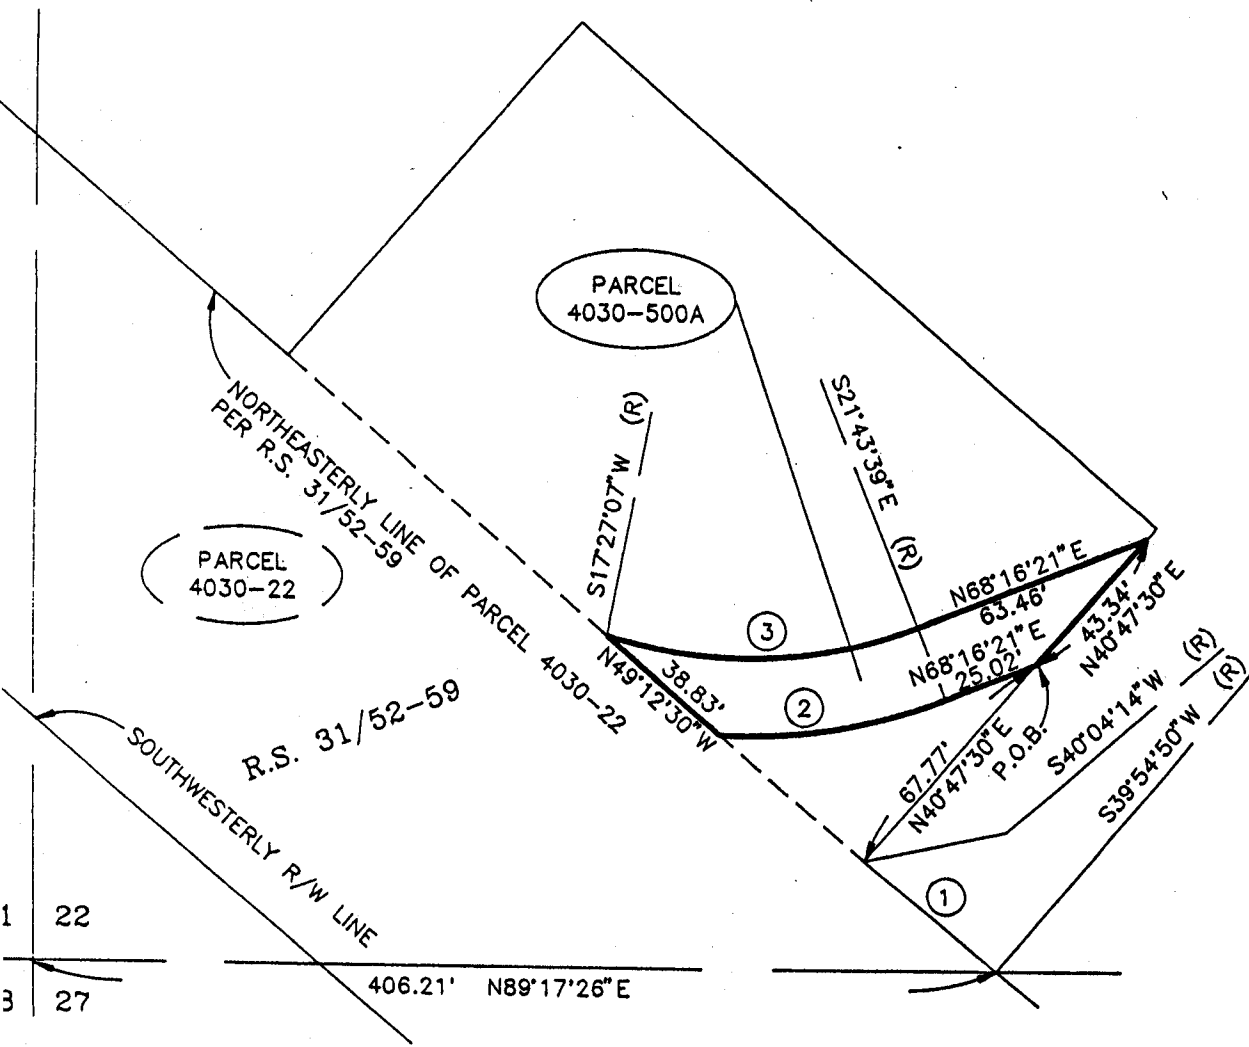 PARCEL
4030-500A
S17°27'07"W (R)
S21°43'39"E (R)
NORTHEASTERLY LINE OF PARCEL 4030-22
PER R.S. 31/52-59
PARCEL
4030-22
R.S. 31/52-59
SOUTHWESTERLY R/W LINE
3
N68°16'21"E
63.46'
N68°16'21"E
25.02'
43.34'
N40°47'30"E
38.83'
N49°12'30"W
2
67.77'
N40°47'30"E
P.O.B.
S40°04'14"W (R)
S39°54'50"W (R)
1
22
27
406.21' N89°17'26"E